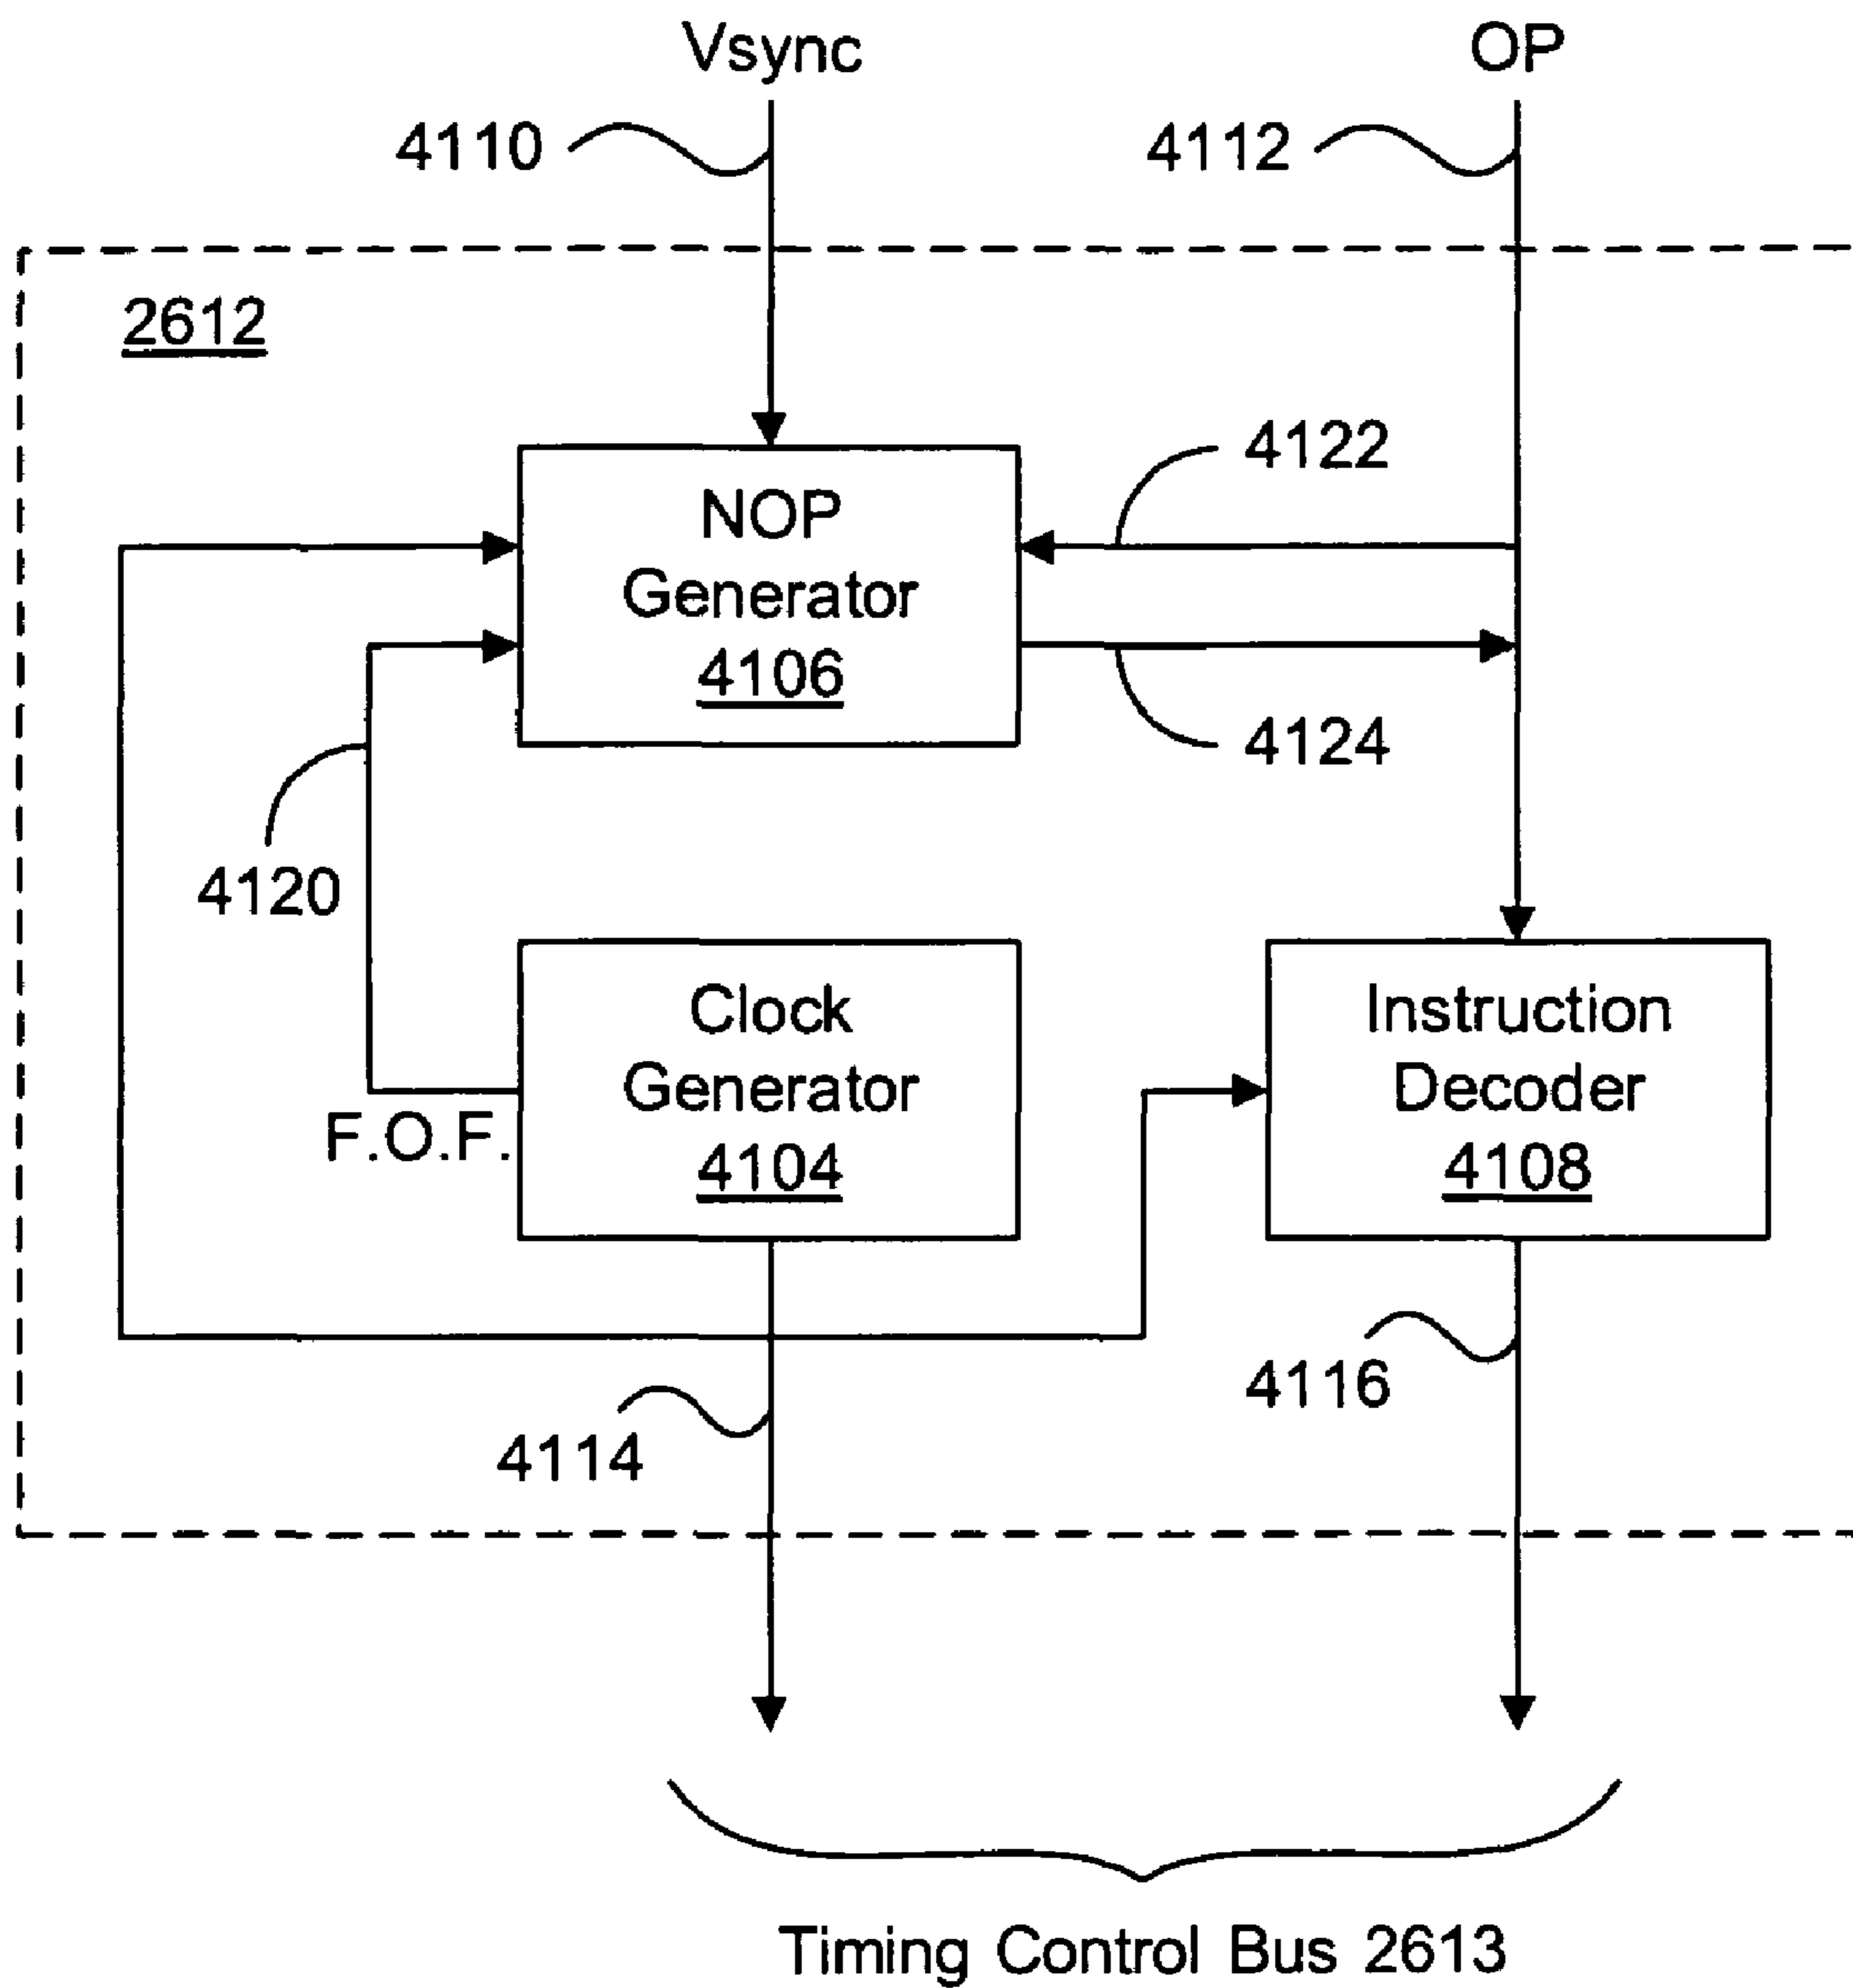 Vsync
OP
4110
4112
2612
4122
NOP
Generator
4106
4124
4120
Clock
Generator
4104
Instruction
Decoder
4108
F.O.F.
4116
4114
Timing Control Bus 2613